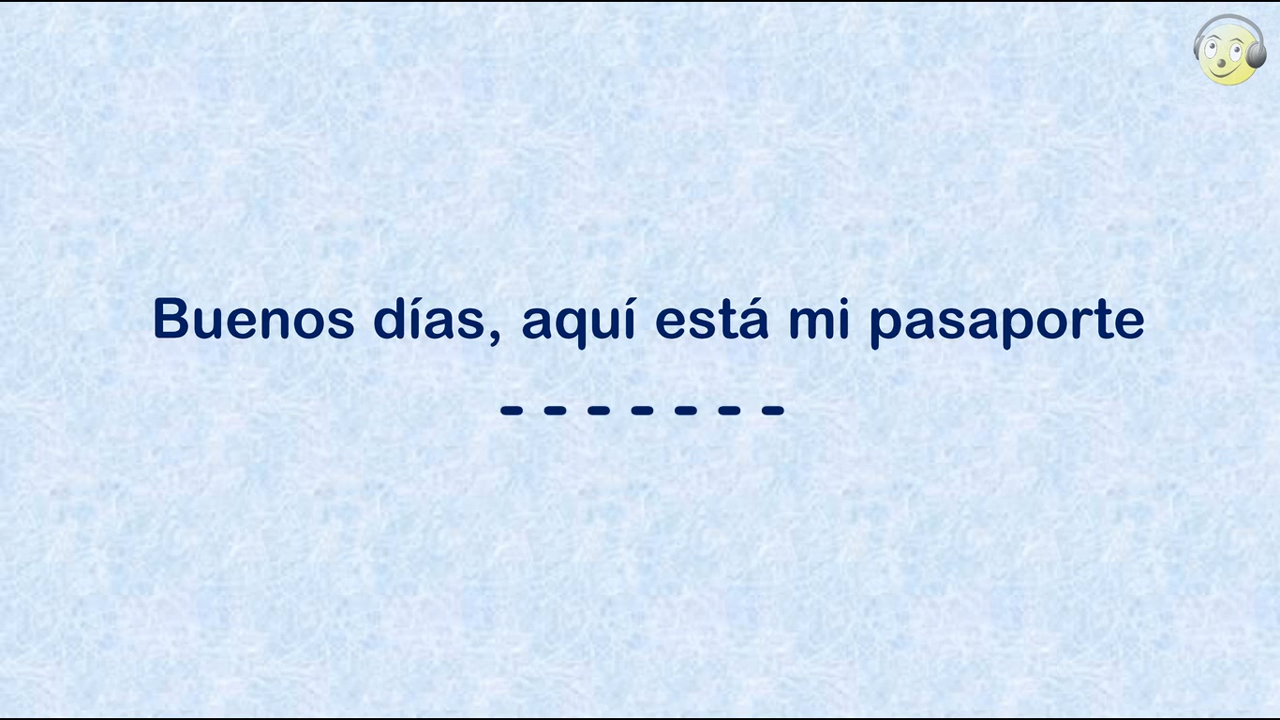 Buenos días, aquí está mi pasaporte
- - - - - - -